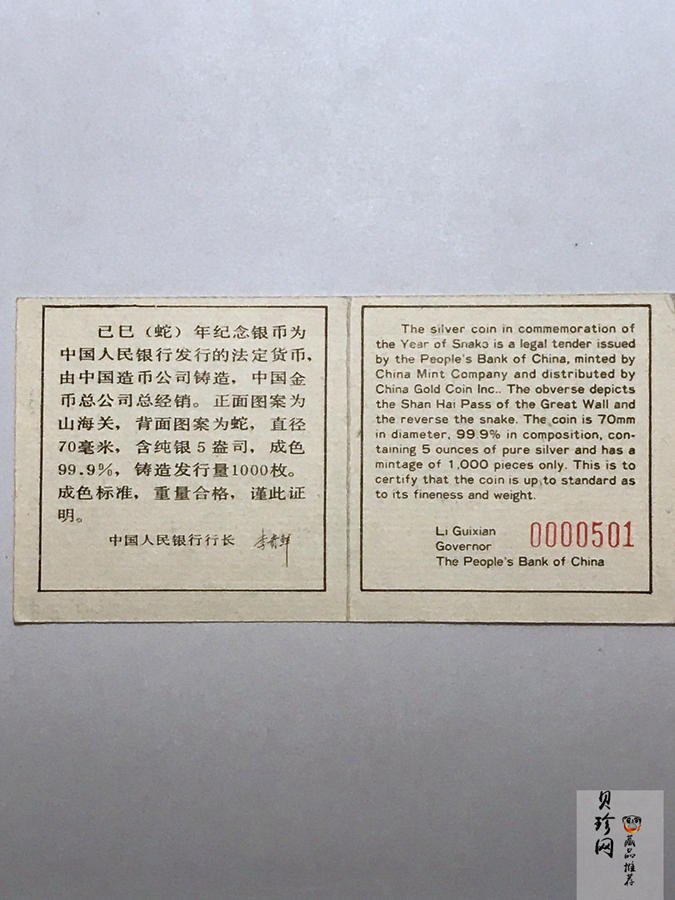 己巳（蛇）年纪念银币为
中国人民银行发行的法定货币，
由中国造币公司铸造，中国金
币总公司总经销。正面图案为
山海关，背面图案为蛇，直径
70毫米，含纯银5盎司，成色
99.9%，铸造发行量1000枚。
成色标准，重量合格，谨此证
明。
中国人民银行行长 李贵鲜
The silver coin in commemoration of
the Year of Snake is a legal tender issued
by the People's Bank of China, minted by
China Mint Company and distributed by
China Gold Coin Inc.. The obverse depicts
the Shan Hai Pass of the Great Wall and
the reverse the snake. The coin is 70mm
in diameter, 99.9% in composition, con-
taining 5 ounces of pure silver and has a
mintage of 1,000 pieces only. This is to
certify that the coin is up to standard as
to its fineness and weight.
Li Guixian 0000501
Governor
The People's Bank of China
贝珍网
藏品推荐